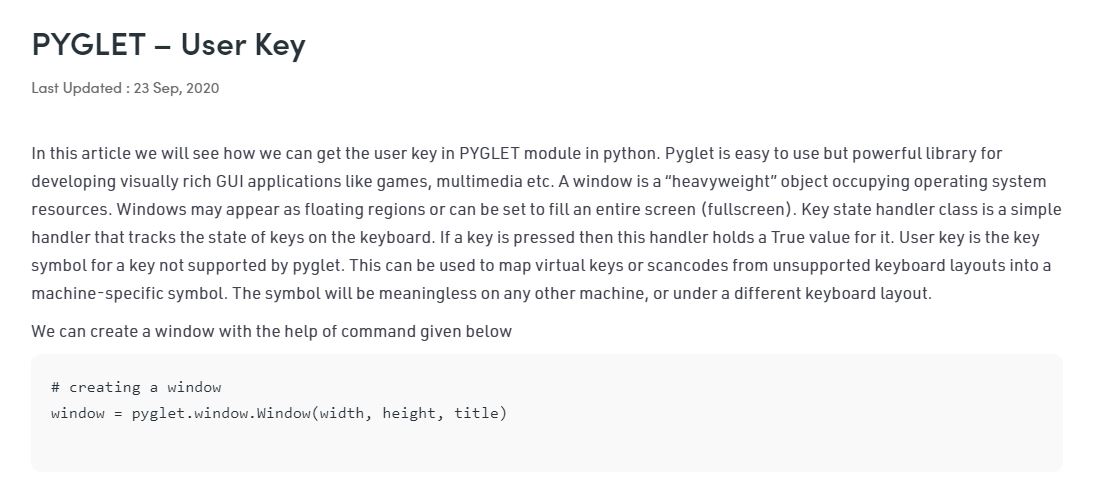 PYGLET – User Key
Last Updated : 23 Sep, 2020
In this article we will see how we can get the user key in PYGLET module in python. Pyglet is easy to use but powerful library for
developing visually rich GUI applications like games, multimedia etc. A window is a “heavyweight” object occupying operating system
resources. Windows may appear as floating regions or can be set to fill an entire screen (fullscreen). Key state handler class is a simple
handler that tracks the state of keys on the keyboard. If a key is pressed then this handler holds a True value for it. User key is the key
symbol for a key not supported by pyglet. This can be used to map virtual keys or scancodes from unsupported keyboard layouts into a
machine-specific symbol. The symbol will be meaningless on any other machine, or under a different keyboard layout.
We can create a window with the help of command given below
# creating a window
window = pyglet.window.Window(width, height, title)